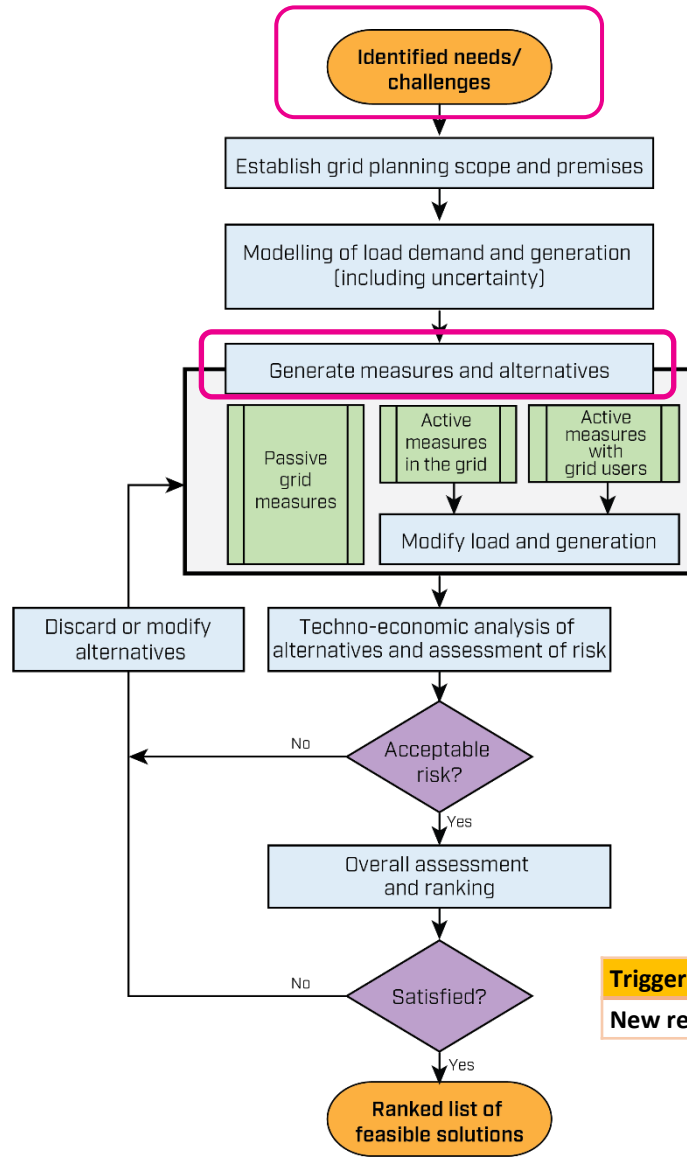 Identified needs/
challenges
Establish grid planning scope and premises
Modelling of load demand and generation
(including uncertainty)
Generate measures and alternatives
Passive
grid
measures
Active
measures
in the grid
Active
measures
with
grid users
Modify load and generation
Discard or modify
alternatives
Techno-economic analysis of
alternatives and assessment of risk
No
Acceptable
risk?
Yes
Overall assessment
and ranking
No
Satisfied?
Trigger
New re
Yes
Ranked list of
feasible solutions